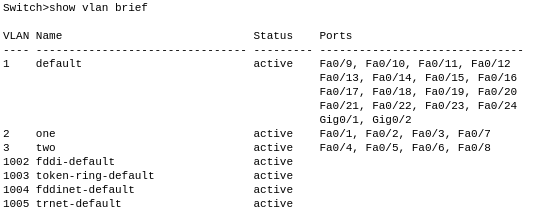 Switch>show vlan brief
VLAN Name                             Status    Ports
---- -------------------------------- --------- -------------------------------
1    default                          active    Fa0/9, Fa0/10, Fa0/11, Fa0/12
                                                Fa0/13, Fa0/14, Fa0/15, Fa0/16
                                                Fa0/17, Fa0/18, Fa0/19, Fa0/20
                                                Fa0/21, Fa0/22, Fa0/23, Fa0/24
                                                Gig0/1, Gig0/2
2    one                              active    Fa0/1, Fa0/2, Fa0/3, Fa0/7
3    two                              active    Fa0/4, Fa0/5, Fa0/6, Fa0/8
1002 fddi-default                     active
1003 token-ring-default               active
1004 fddinet-default                  active
1005 trnet-default                    active